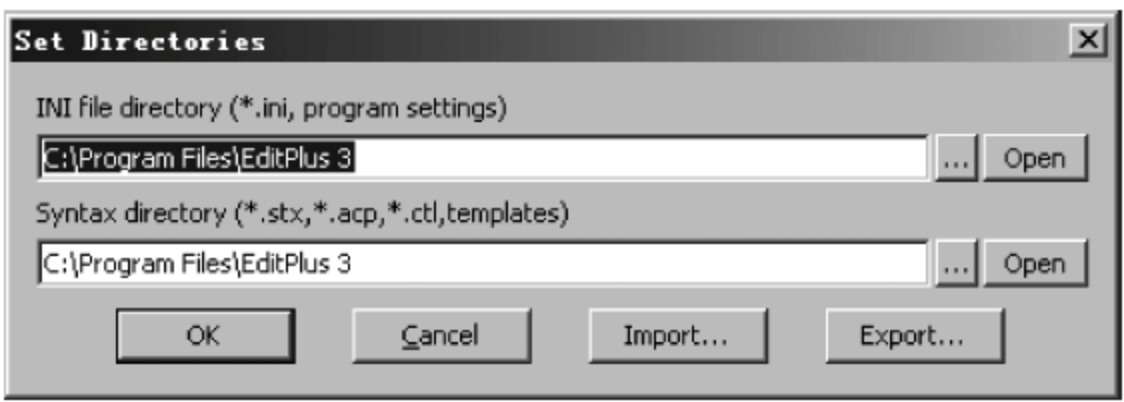 Set Directories
INI file directory (*.ini, program settings)
C:\Program Files\EditPlus 3 ... Open
Syntax directory (*.stx,*.acp,*.ctl,templates)
C:\Program Files\EditPlus 3 ... Open
OK Cancel Import... Export...